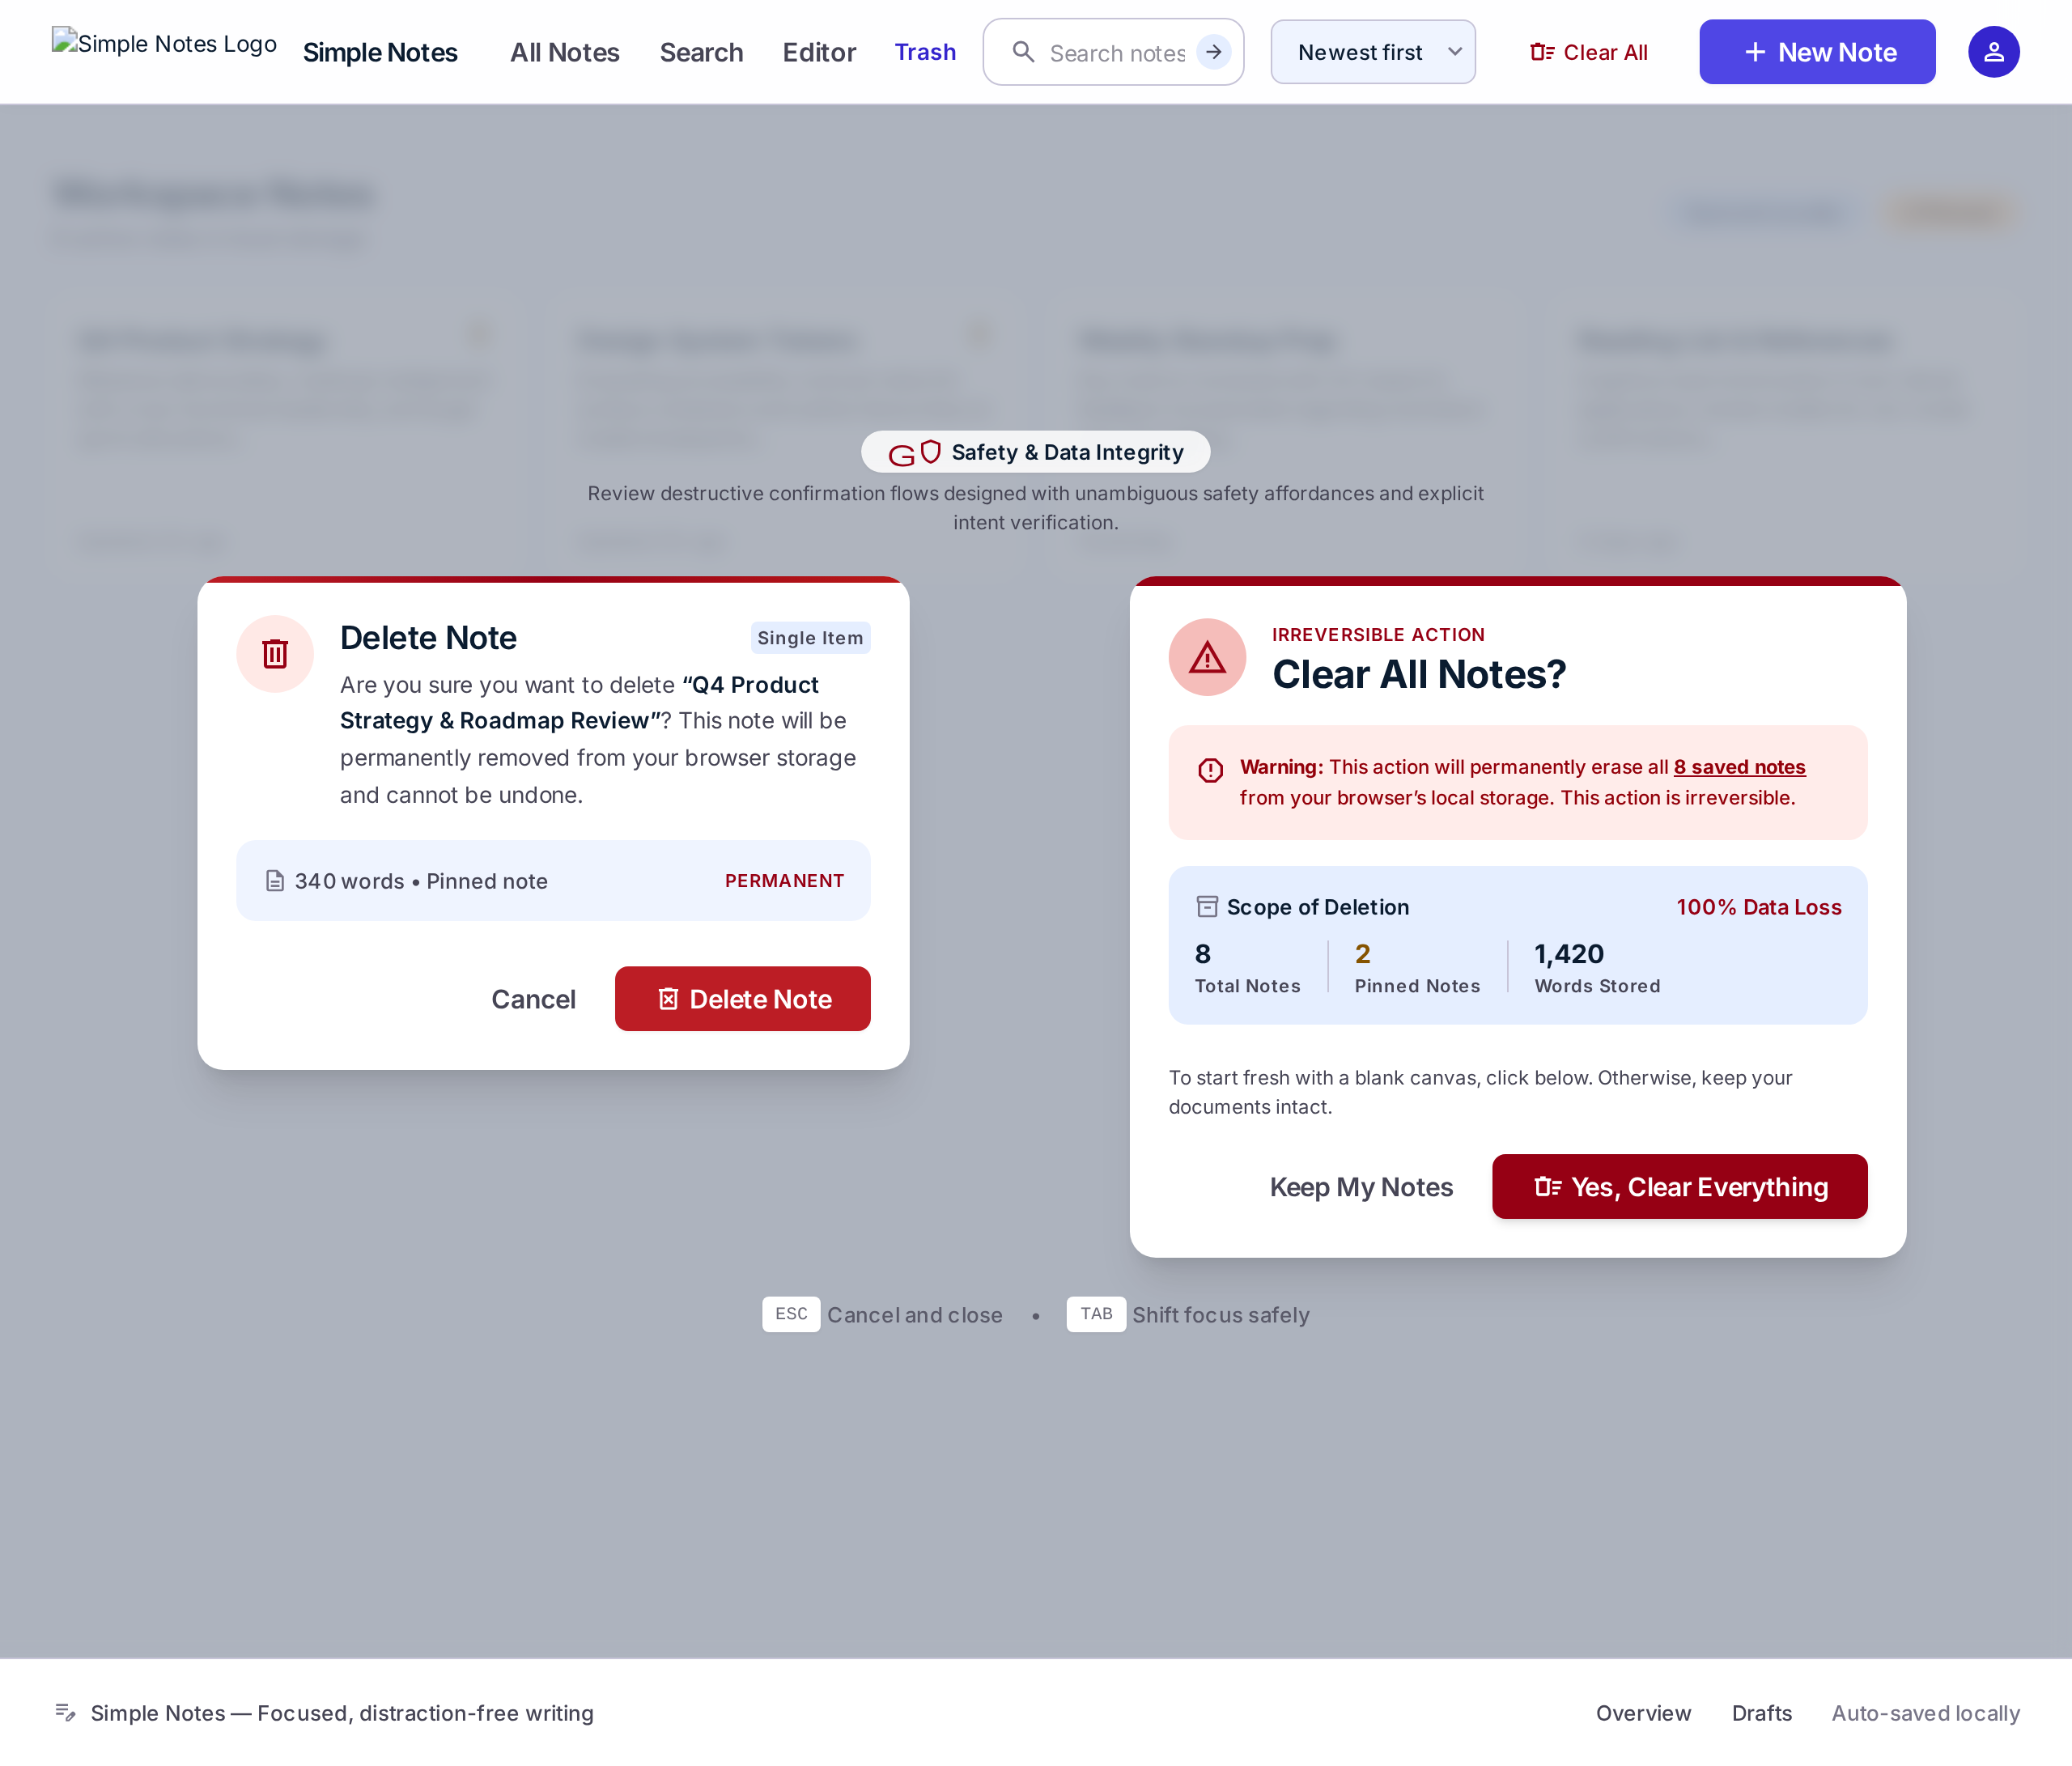 Simple Notes Logo
Simple Notes
All Notes
Search
Editor
Trash
Search notes
Newest first
Clear All
New Note
Workspace Notes
Safety & Data Integrity
Review destructive confirmation flows designed with unambiguous safety affordances and explicit
intent verification.
Delete Note
Single Item
Are you sure you want to delete “Q4 Product
Strategy & Roadmap Review”? This note will be
permanently removed from your browser storage
and cannot be undone.
340 words • Pinned note
PERMANENT
Cancel
Delete Note
IRREVERSIBLE ACTION
Clear All Notes?
Warning: This action will permanently erase all 8 saved notes
from your browser’s local storage. This action is irreversible.
Scope of Deletion
100% Data Loss
8
Total Notes
2
Pinned Notes
1,420
Words Stored
To start fresh with a blank canvas, click below. Otherwise, keep your
documents intact.
Keep My Notes
Yes, Clear Everything
ESC Cancel and close • TAB Shift focus safely
Simple Notes — Focused, distraction-free writing
Overview
Drafts
Auto-saved locally